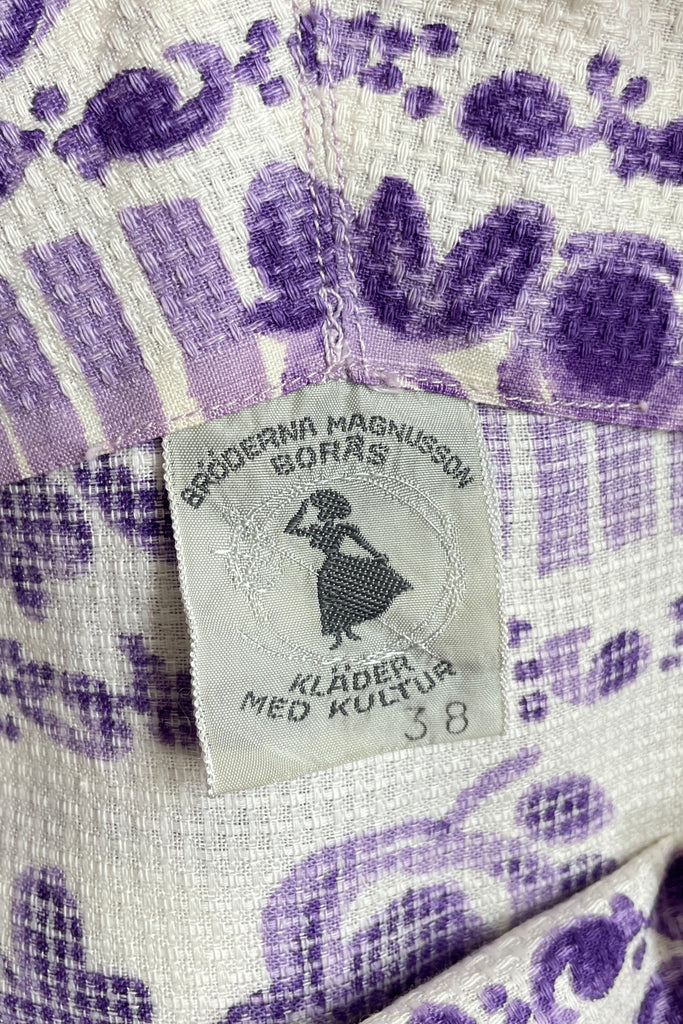 BRÖDERNA MAGNUSSON
BORÅS
KLÄDER
MED KULTUR
38